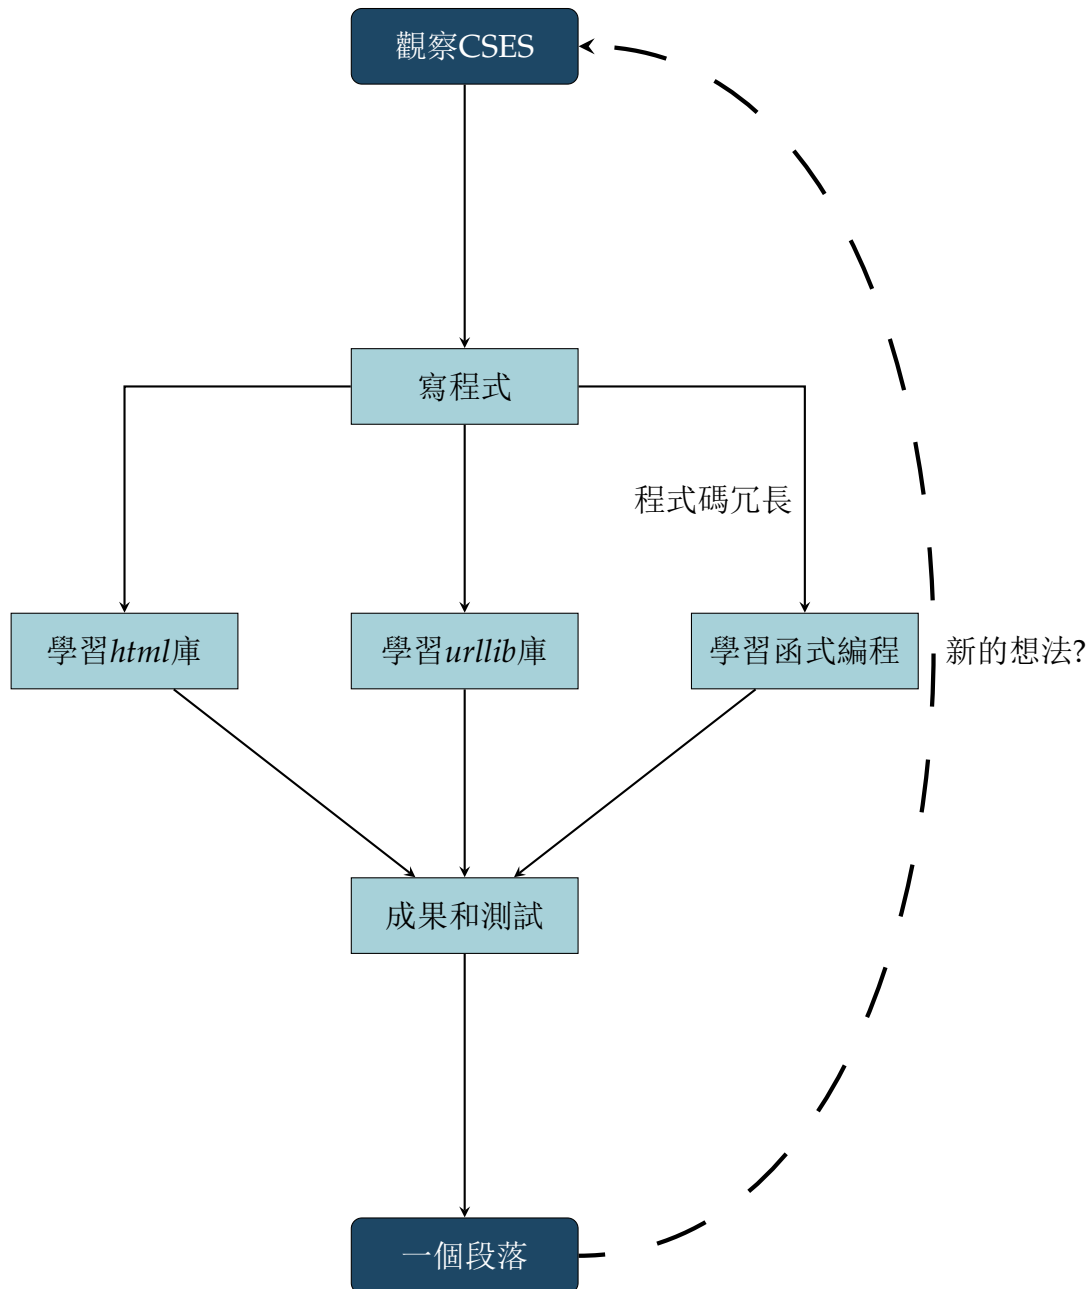 觀察CSES
寫程式
程式碼冗長
學習html庫
學習urllib庫
學習函式編程
新的想法?
成果和測試
一個段落